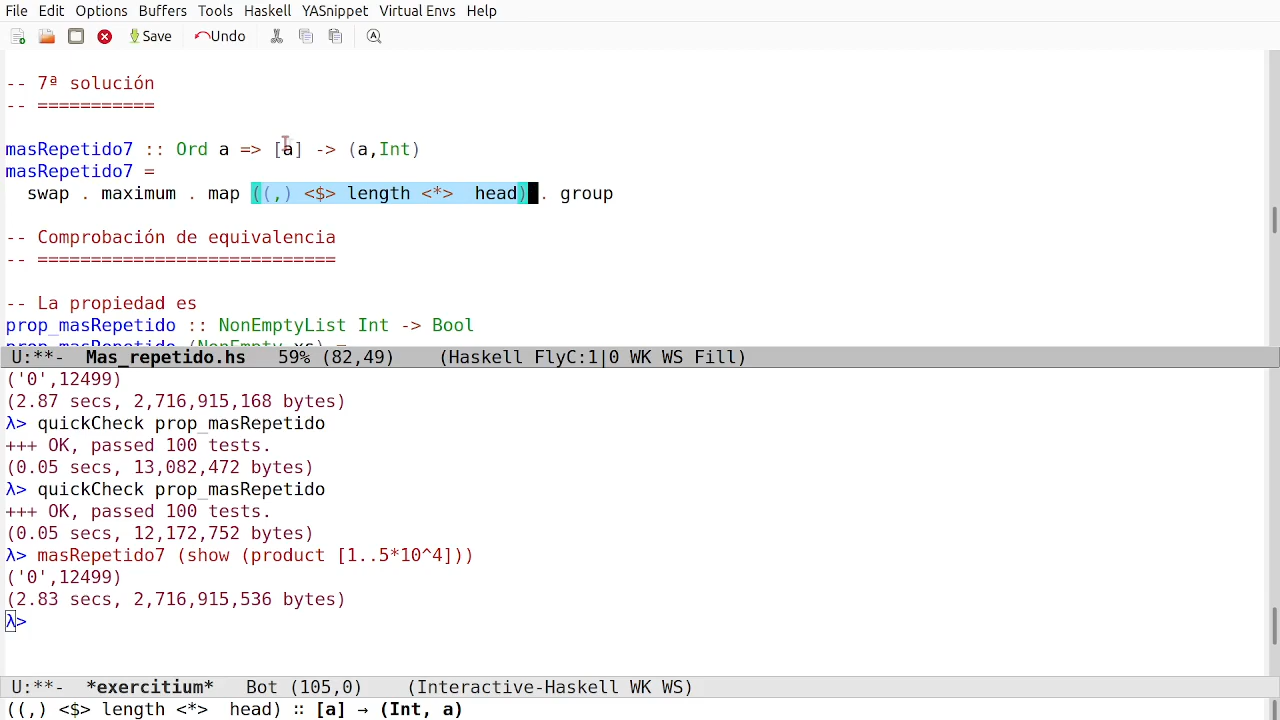 File Edit Options Buffers Tools Haskell YASnippet Virtual Envs Help
Save Undo
-- 7ª solución
-- ===========
masRepetido7 :: Ord a => [a] -> (a,Int)
masRepetido7 =
  swap . maximum . map ((,) <$> length <*>  head) . group
-- Comprobación de equivalencia
-- ============================
-- La propiedad es
prop_masRepetido :: NonEmptyList Int -> Bool
prop_masRepetido (NonEmpty xs) =
U:**-  Mas_repetido.hs   59% (82,49)    (Haskell FlyC:1|0 WK WS Fill)
('0',12499)
(2.87 secs, 2,716,915,168 bytes)
λ> quickCheck prop_masRepetido
+++ OK, passed 100 tests.
(0.05 secs, 13,082,472 bytes)
λ> quickCheck prop_masRepetido
+++ OK, passed 100 tests.
(0.05 secs, 12,172,752 bytes)
λ> masRepetido7 (show (product [1..5*10^4]))
('0',12499)
(2.83 secs, 2,716,915,536 bytes)
λ>
U:**-  *exercitium*   Bot (105,0)    (Interactive-Haskell WK WS)
((,) <$> length <*>  head) ∷ [a] → (Int, a)